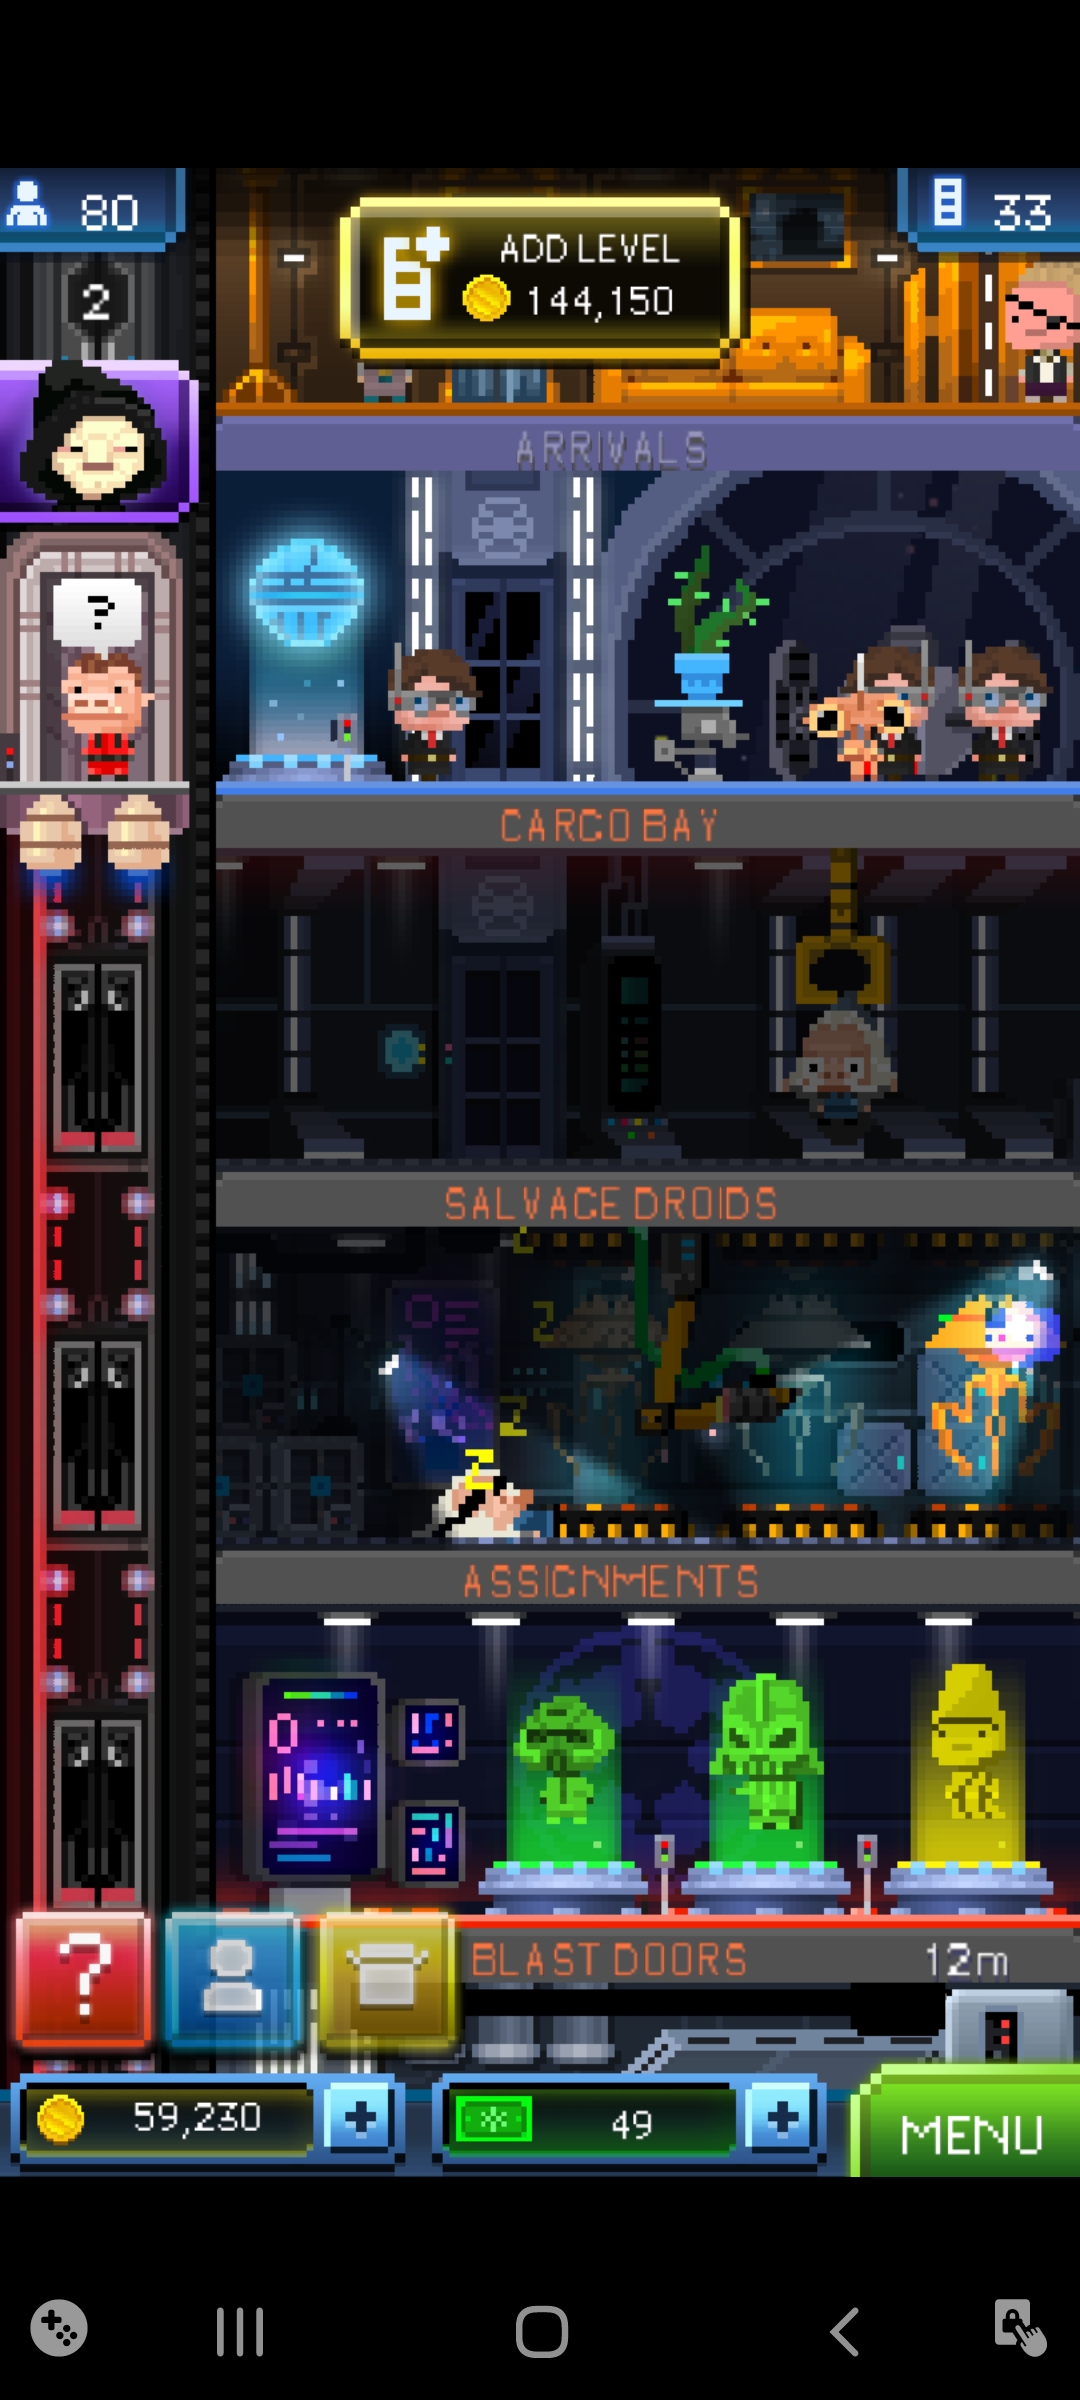 80
ADD LEVEL
144,150
33
2
ARRIVALS
?
CARGO BAY
SALVAGE DROIDS
Z
Z
Z
Z
ASSIGNMENTS
?
BLAST DOORS
12m
59,230
+
49
+
MENU